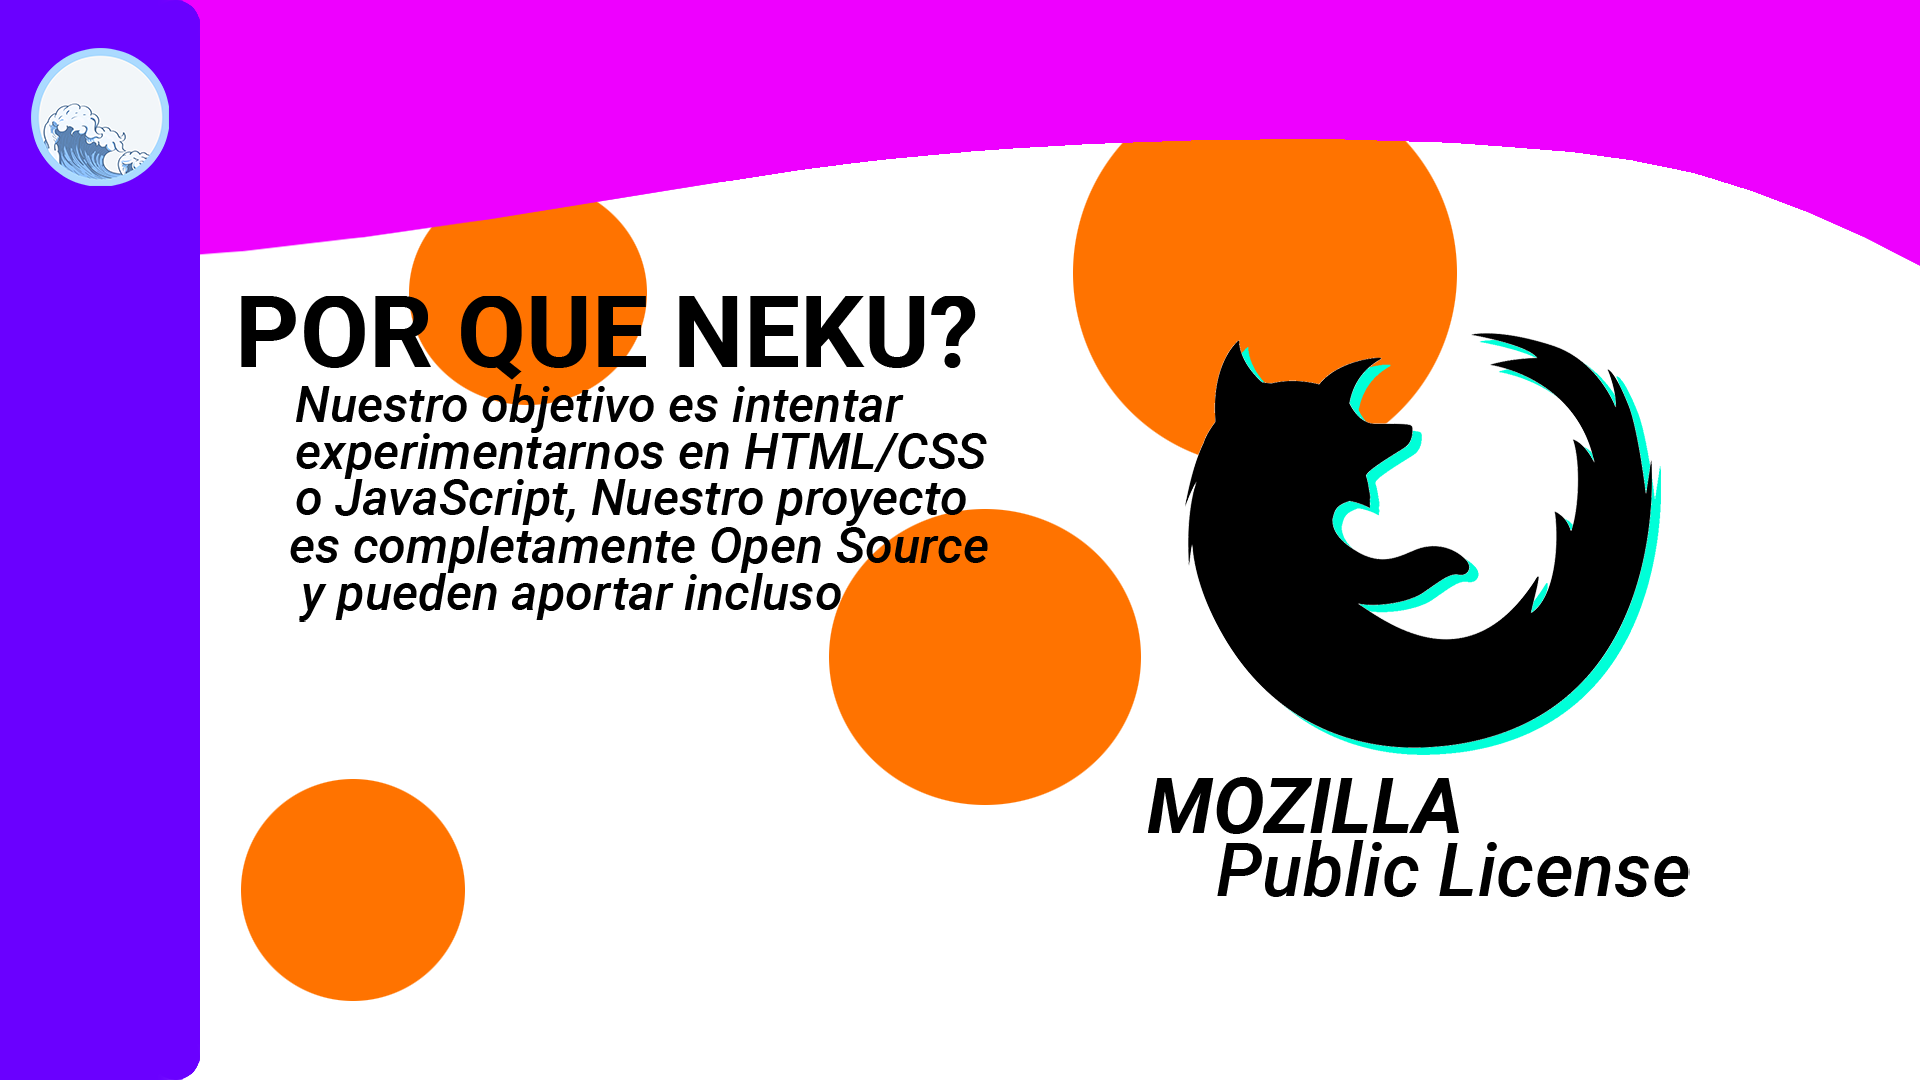 POR QUE NEKU?
Nuestro objetivo es intentar
experimentarnos en HTML/CSS
o JavaScript, Nuestro proyecto
es completamente Open Source
y pueden aportar incluso
MOZILLA
Public License